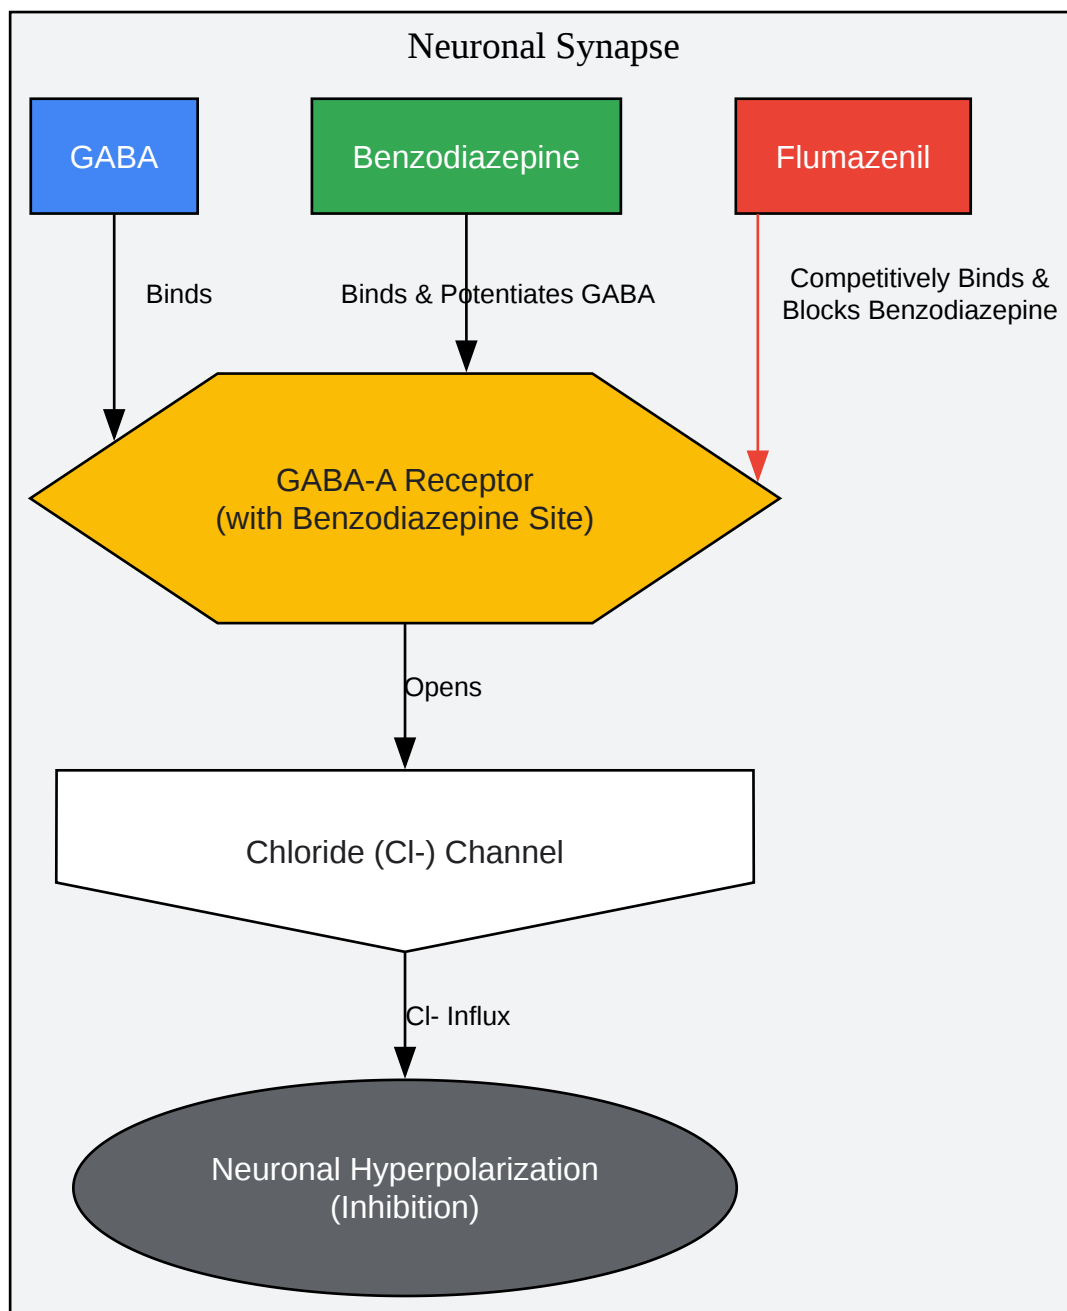 Neuronal Synapse
GABA
Benzodiazepine
Flumazenil
Binds
Binds & Potentiates GABA
Competitively Binds &
Blocks Benzodiazepine
GABA-A Receptor
(with Benzodiazepine Site)
Opens
Chloride (Cl-) Channel
Cl- Influx
Neuronal Hyperpolarization
(Inhibition)